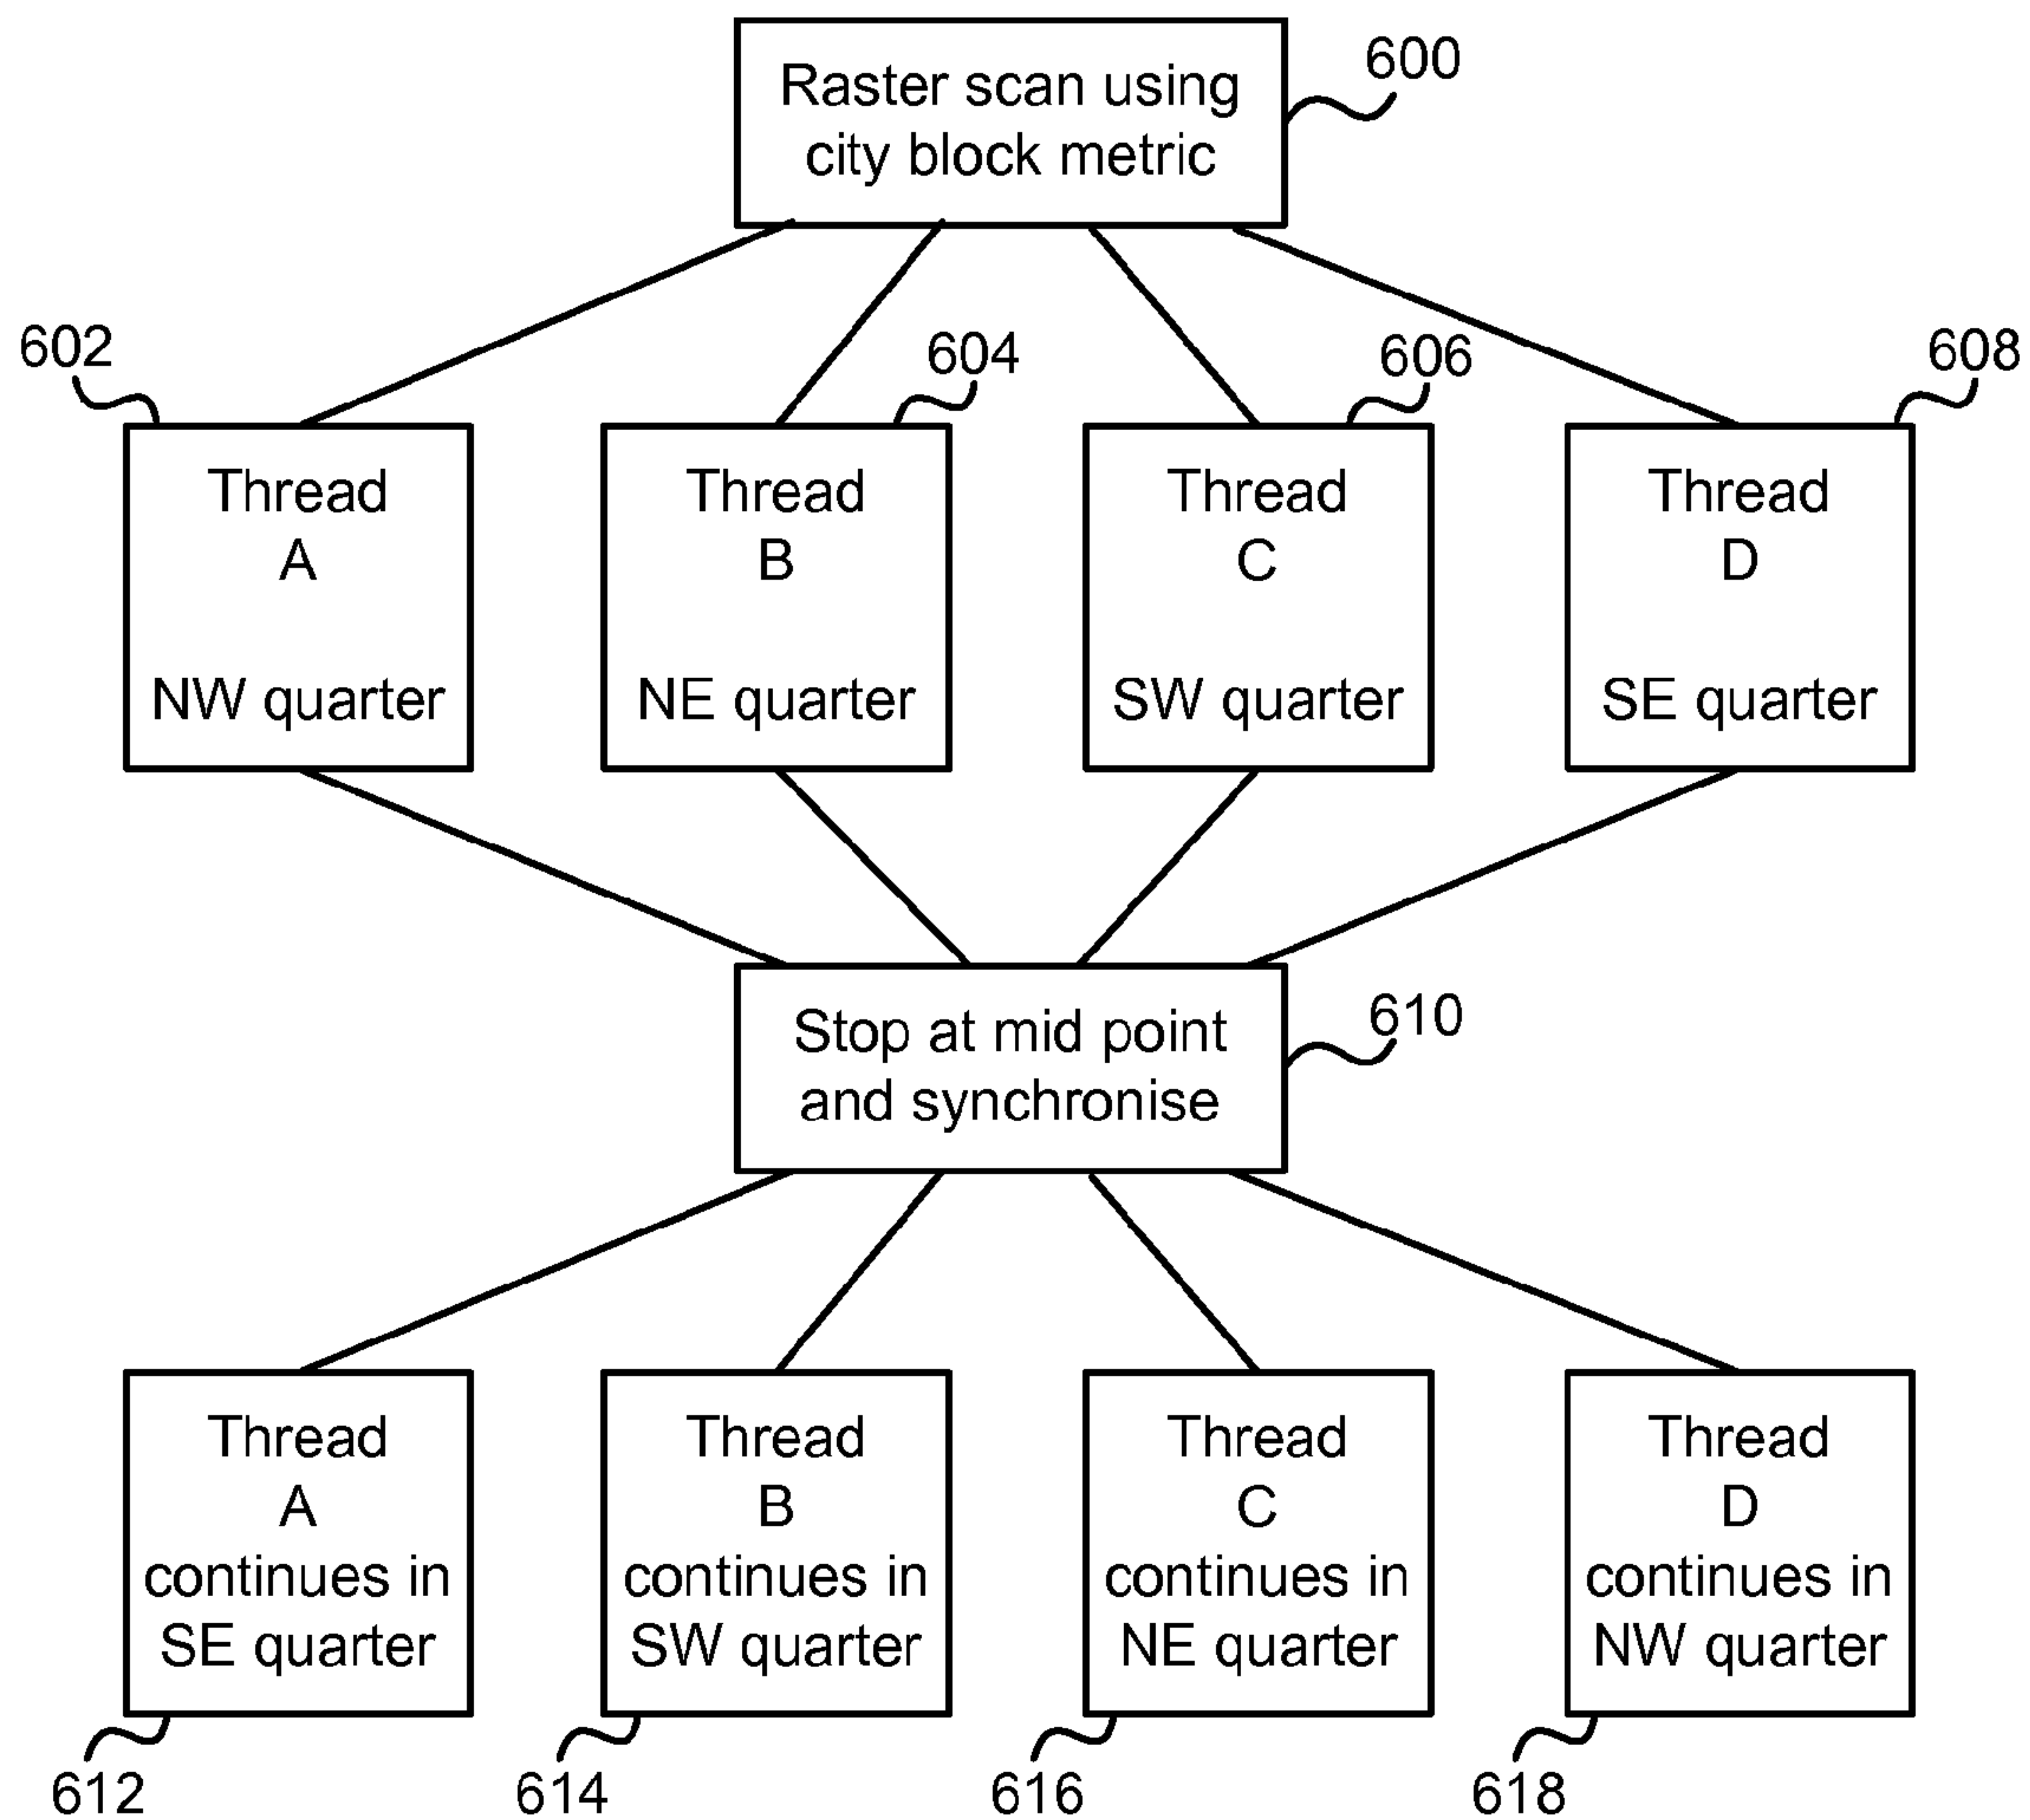 Raster scan using
city block metric
600
602
604
606
608
Thread
A
NW quarter
Thread
B
NE quarter
Thread
C
SW quarter
Thread
D
SE quarter
Stop at mid point
and synchronise
610
Thread
A
continues in
SE quarter
Thread
B
continues in
SW quarter
Thread
C
continues in
NE quarter
Thread
D
continues in
NW quarter
612
614
616
618